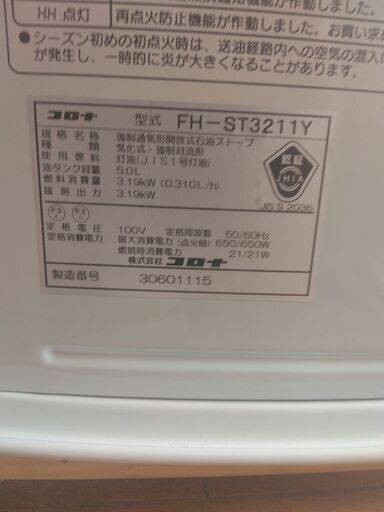 HH 点灯
再点火防止機能が作動しました。お買い求め
●シーズン初めの初点火時は、送油経路内への空気の混入
が発生し、一時的に炎が大きくなることがあります。
コロナ 型式 FH-ST3211Y
規格名称 強制通気形開放式石油ストーブ
種類 気化式・強制対流形
使用燃料 灯油(JIS1号灯油)
油タンク容量 5.0L
燃料消費量 3.19kW (0.310L/h)
暖房出力 3.19kW
認証
JHIA
JIS S 2036
PS C
PS E
定格電圧 100V 定格周波数 50/60Hz
定格消費電力 最大消費電力(点火時) 650/650W
燃焼時消費電力 21/21W
株式会社 コロナ
製造番号 30601115